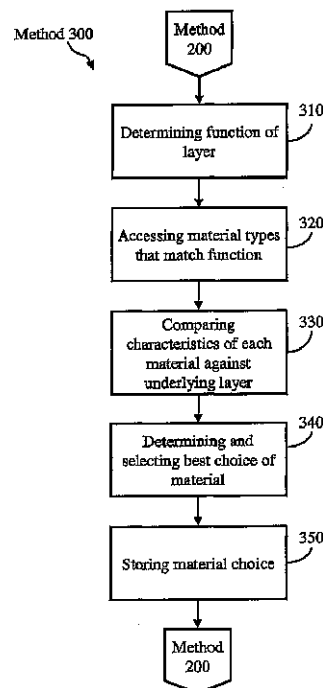 Method 300
Method
200
310
Determining function of
layer
320
Accessing material types
that match function
330
Comparing
characteristics of each
material against
underlying layer
340
Determining and
selecting best choice of
material
350
Storing material choice
Method
200